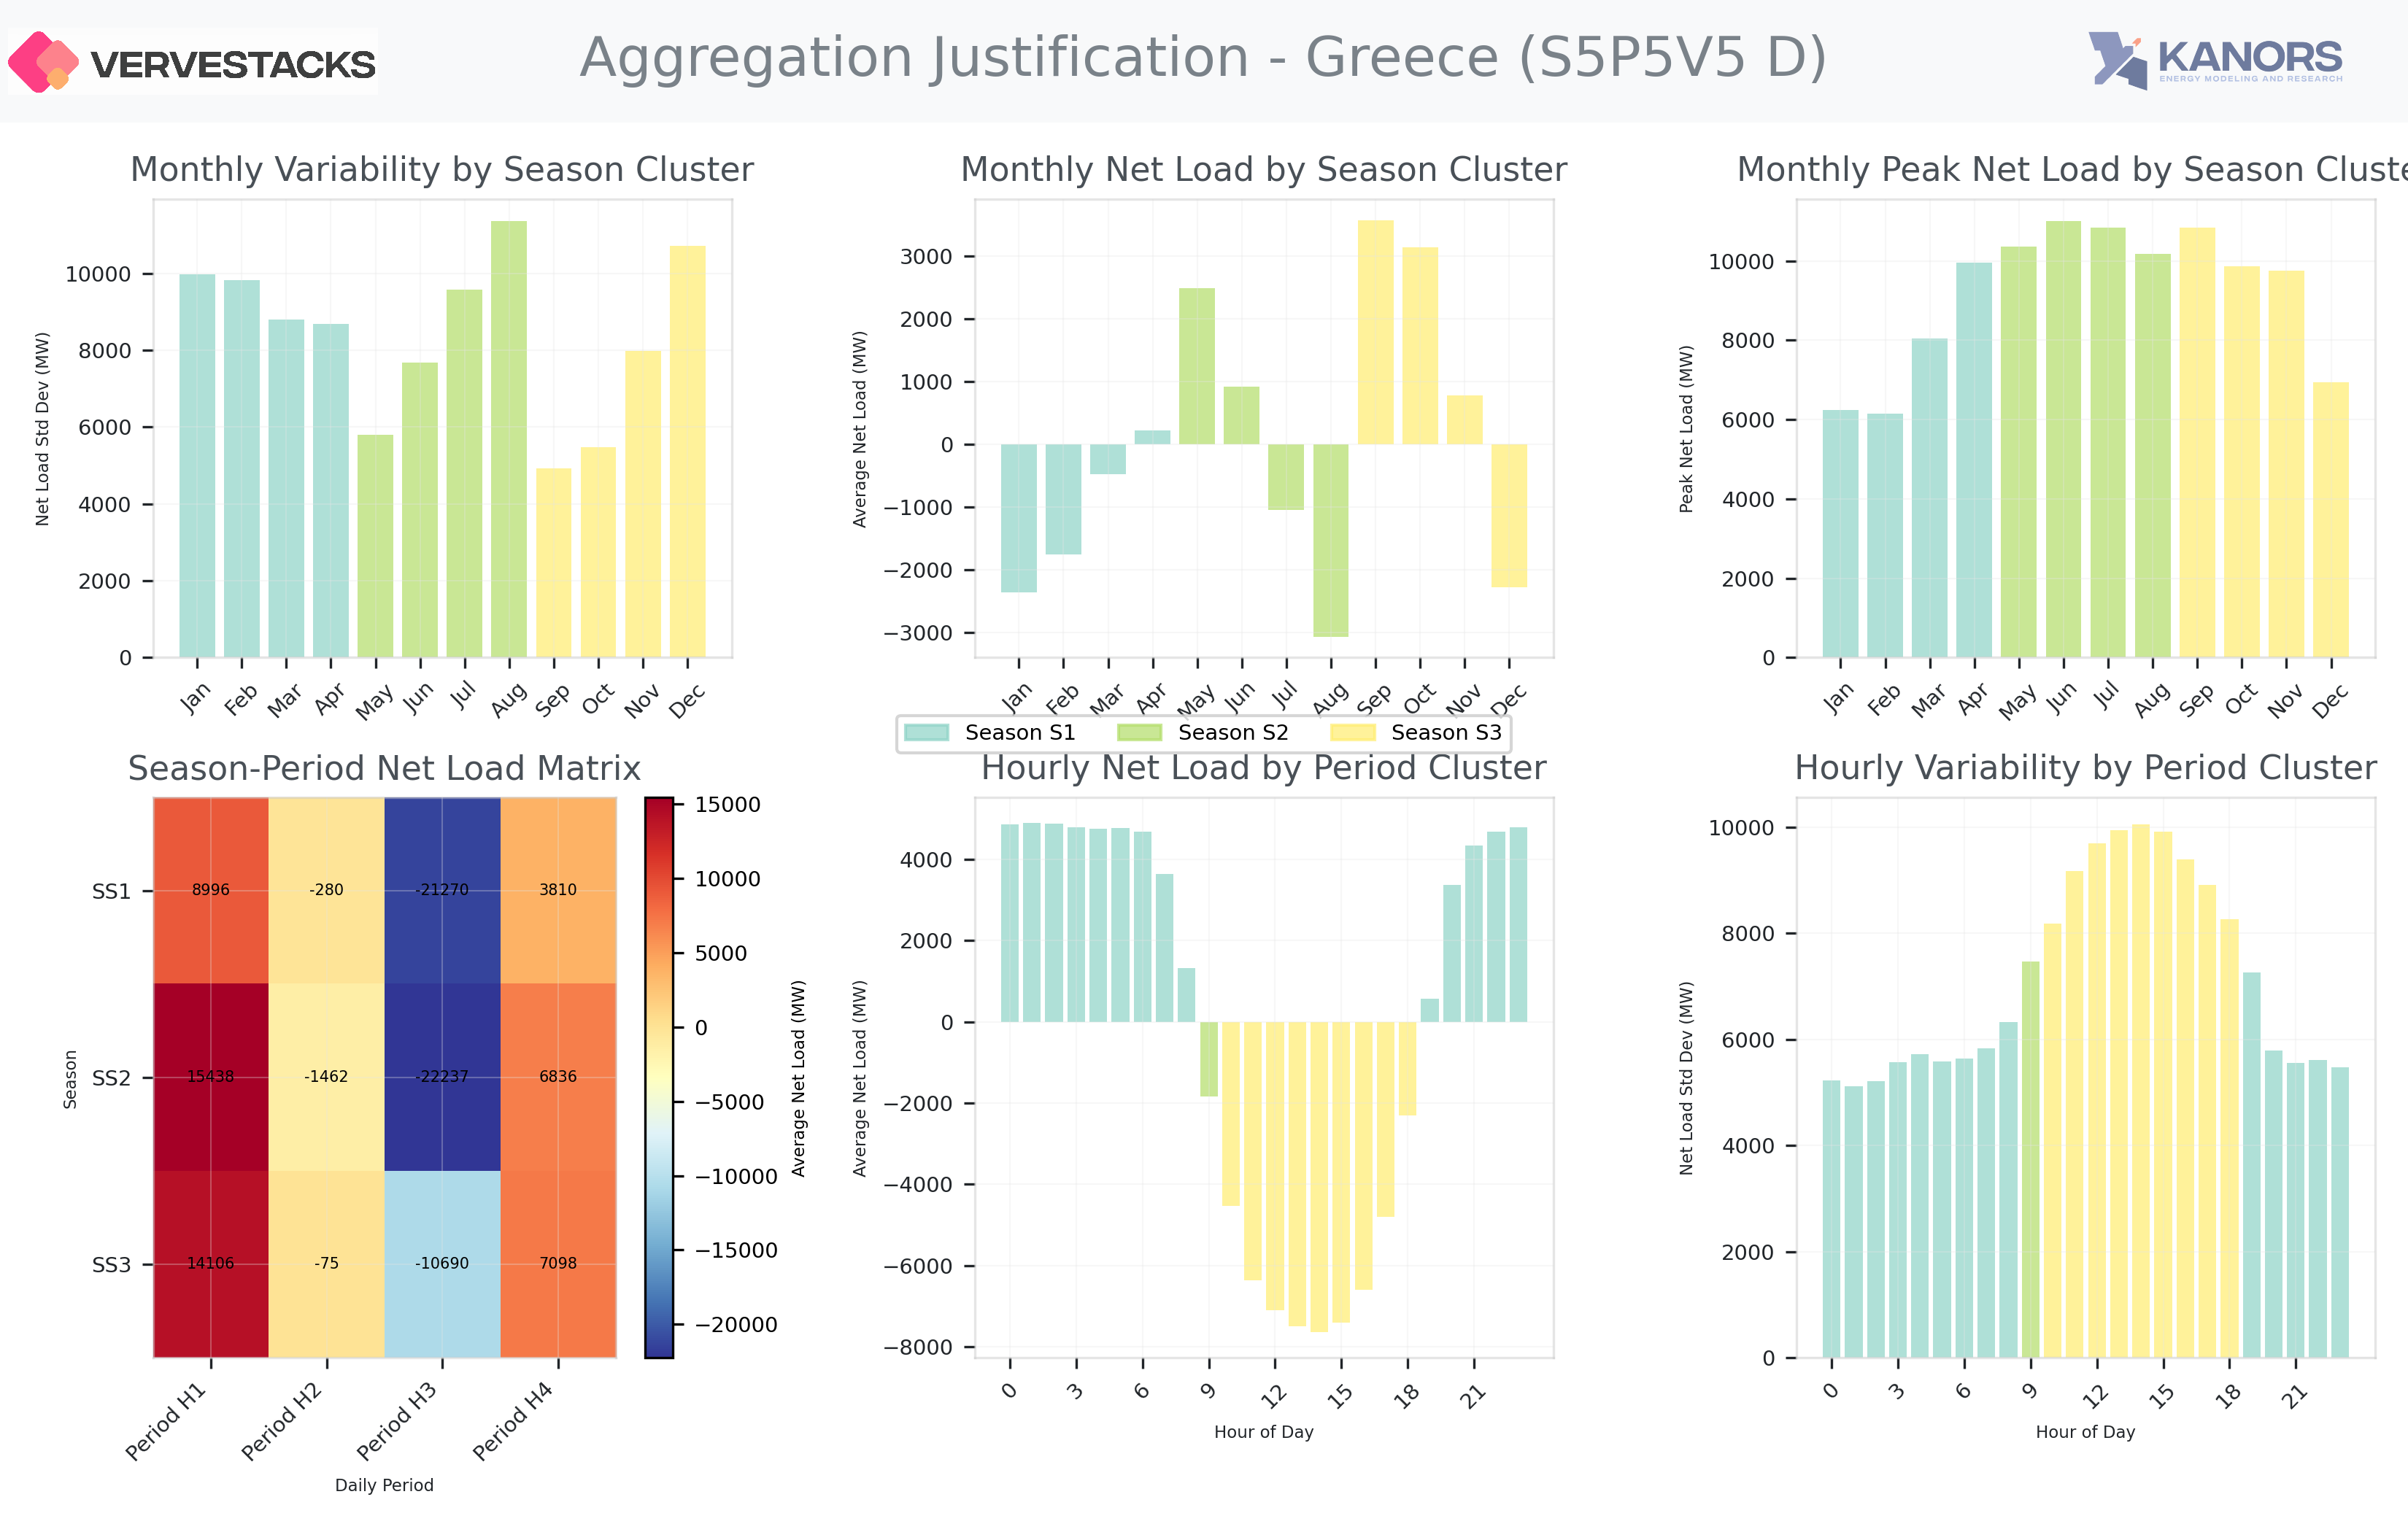 VERVESTACKS
Aggregation Justification - Greece (S5P5V5 D)
KANORS
ENERGY MODELING AND RESEARCH
Monthly Variability by Season Cluster
Net Load Std Dev (MW)
10000
8000
6000
4000
2000
0
Jan Feb Mar Apr May Jun Jul Aug Sep Oct Nov Dec
Monthly Net Load by Season Cluster
Average Net Load (MW)
3000
2000
1000
0
−1000
−2000
−3000
Jan Feb Mar Apr May Jun Jul Aug Sep Oct Nov Dec
Monthly Peak Net Load by Season Cluste
Peak Net Load (MW)
10000
8000
6000
4000
2000
0
Jan Feb Mar Apr May Jun Jul Aug Sep Oct Nov Dec
Season S1 Season S2 Season S3
Season-Period Net Load Matrix
Season
SS1 8996 -280 -21270 3810
SS2 15438 -1462 -22237 6836
SS3 14106 -75 -10690 7098
Period H1 Period H2 Period H3 Period H4
Daily Period
15000
10000
5000
0
−5000
−10000
−15000
−20000
Average Net Load (MW)
Hourly Net Load by Period Cluster
Average Net Load (MW)
4000
2000
0
−2000
−4000
−6000
−8000
0 3 6 9 12 15 18 21
Hour of Day
Hourly Variability by Period Cluster
Net Load Std Dev (MW)
10000
8000
6000
4000
2000
0
0 3 6 9 12 15 18 21
Hour of Day